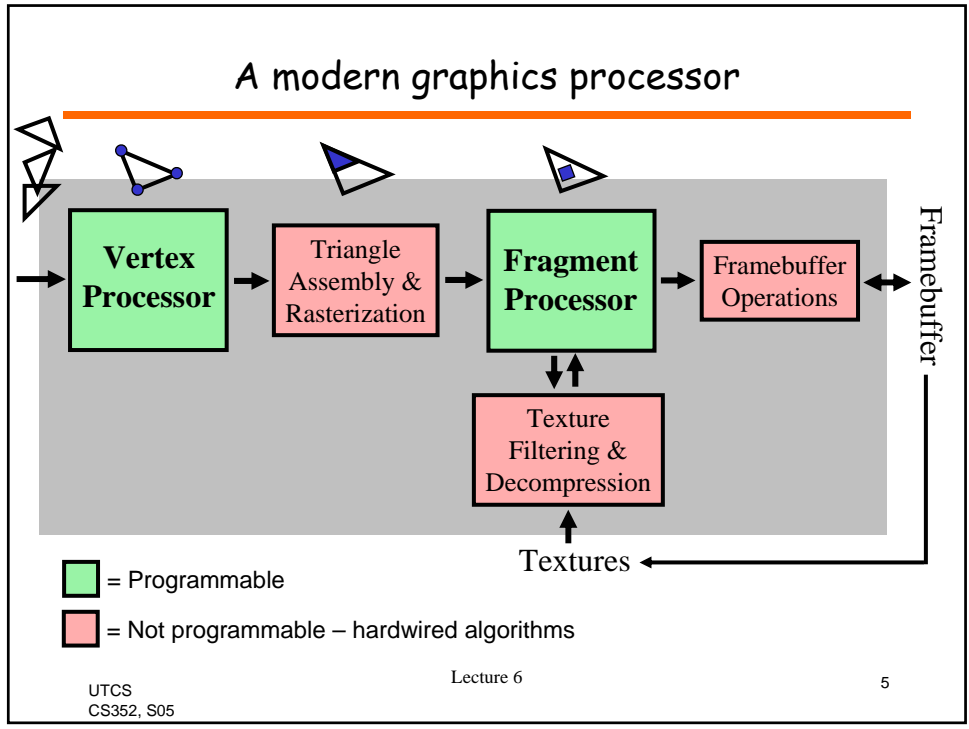 A modern graphics processor
Vertex
Processor
Triangle
Assembly &
Rasterization
Fragment
Processor
Framebuffer
Operations
Framebuffer
Texture
Filtering &
Decompression
Textures
= Programmable
= Not programmable – hardwired algorithms
UTCS
CS352, S05
Lecture 6
5